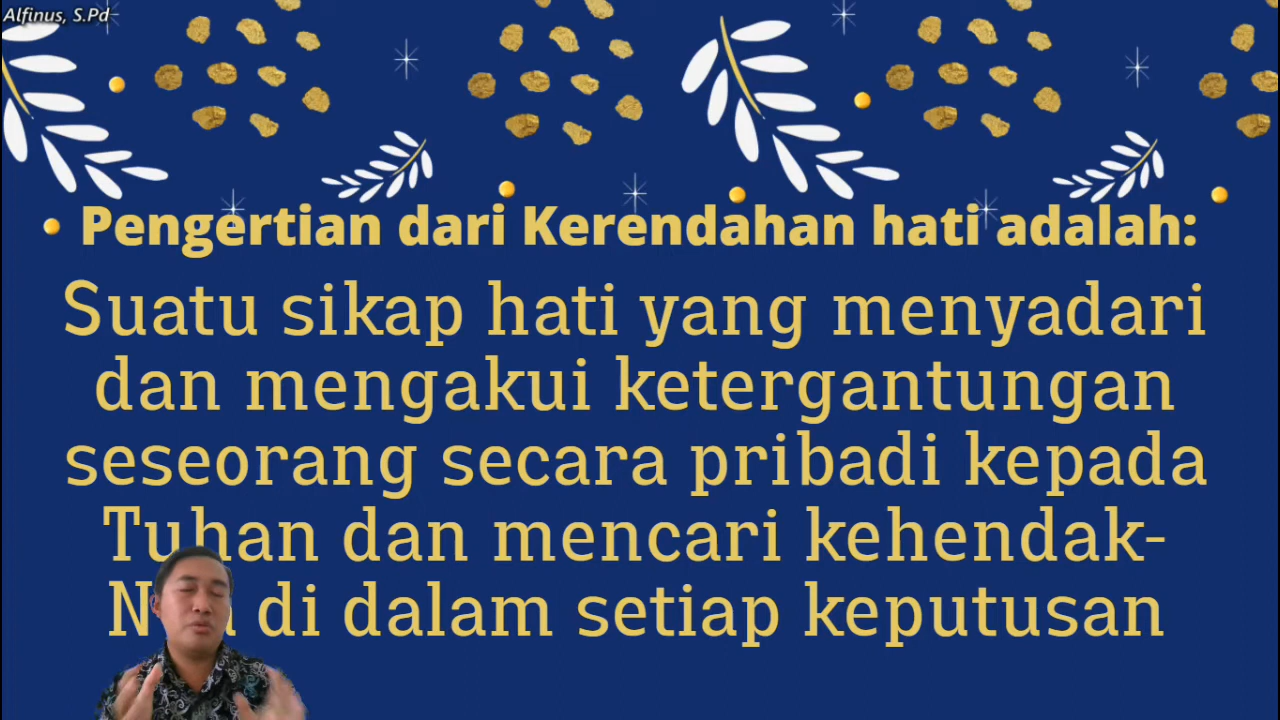 Alfinus, S.Pd
Pengertian dari Kerendahan hati adalah:
Suatu sikap hati yang menyadari
dan mengakui ketergantungan
seseorang secara pribadi kepada
Tuhan dan mencari kehendak-
di dalam setiap keputusan